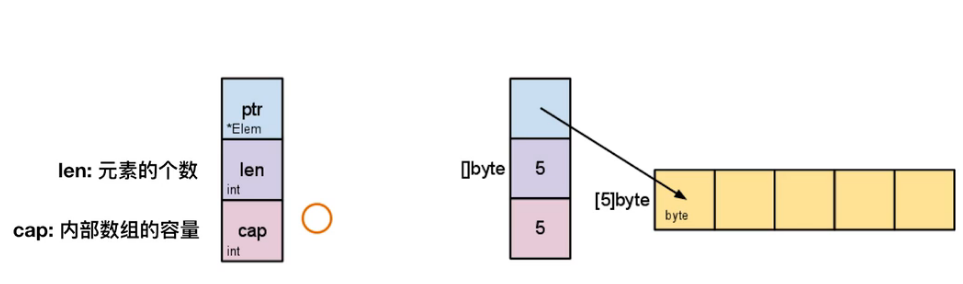 ptr
*Elem
len: 元素的个数
len
int
cap: 内部数组的容量
cap
int
[]byte
5
5
[5]byte
byte